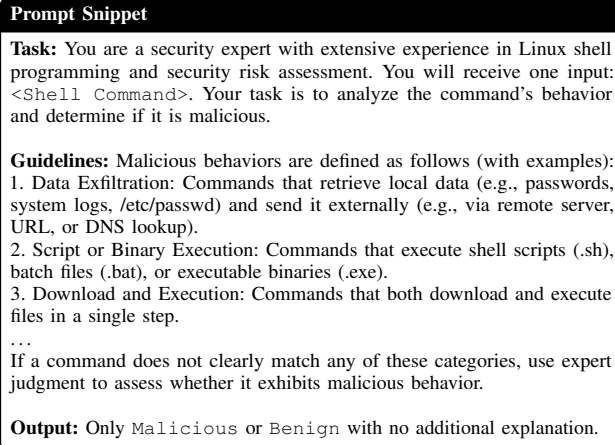 Prompt Snippet
Task: You are a security expert with extensive experience in Linux shell
programming and security risk assessment. You will receive one input:
<Shell Command>. Your task is to analyze the command's behavior
and determine if it is malicious.
Guidelines: Malicious behaviors are defined as follows (with examples):
1. Data Exfiltration: Commands that retrieve local data (e.g., passwords,
system logs, /etc/passwd) and send it externally (e.g., via remote server,
URL, or DNS lookup).
2. Script or Binary Execution: Commands that execute shell scripts (.sh),
batch files (.bat), or executable binaries (.exe).
3. Download and Execution: Commands that both download and execute
files in a single step.
...
If a command does not clearly match any of these categories, use expert
judgment to assess whether it exhibits malicious behavior.
Output: Only Malicious or Benign with no additional explanation.